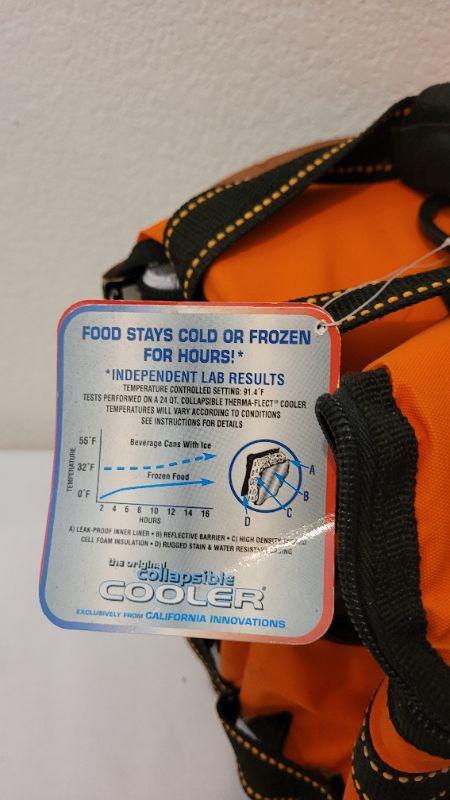 FOOD STAYS COLD OR FROZEN
FOR HOURS!*
*INDEPENDENT LAB RESULTS
TEMPERATURE CONTROLLED SETTING: 91.4°F
TESTS PERFORMED ON A 24 QT. COLLAPSIBLE THERMA-FLECT® COOLER
TEMPERATURES WILL VARY ACCORDING TO CONDITIONS
SEE INSTRUCTIONS FOR DETAILS
TEMPERATURE
55°F
32°F
0°F
Beverage Cans With Ice
Frozen Food
2 4 6 8 10 12 14 16
HOURS
A
B
C
D
A) LEAK-PROOF INNER LINER • B) REFLECTIVE BARRIER • C) HIGH DENSITY
CELL FOAM INSULATION • D) RUGGED STAIN & WATER RESISTANT
the original
collapsible
COOLER®
EXCLUSIVELY FROM CALIFORNIA INNOVATIONS